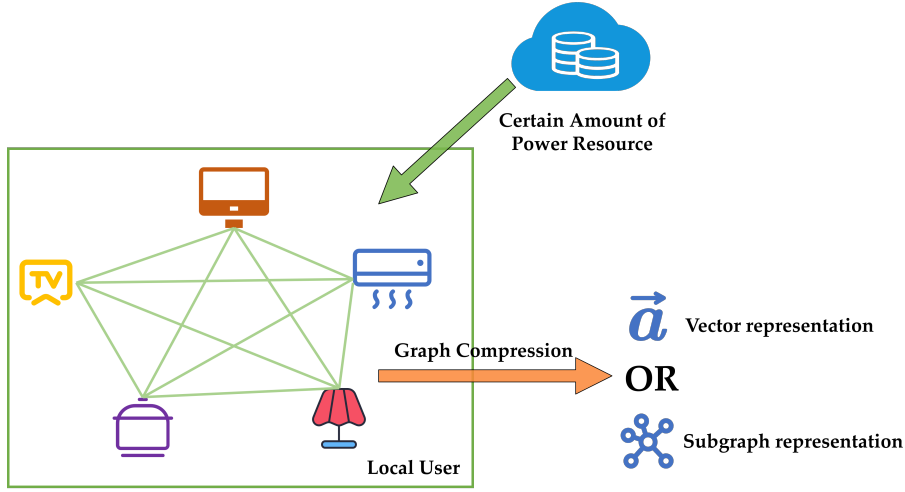 Certain Amount of
Power Resource
TV
Graph Compression
a
Vector representation
OR
Subgraph representation
Local User